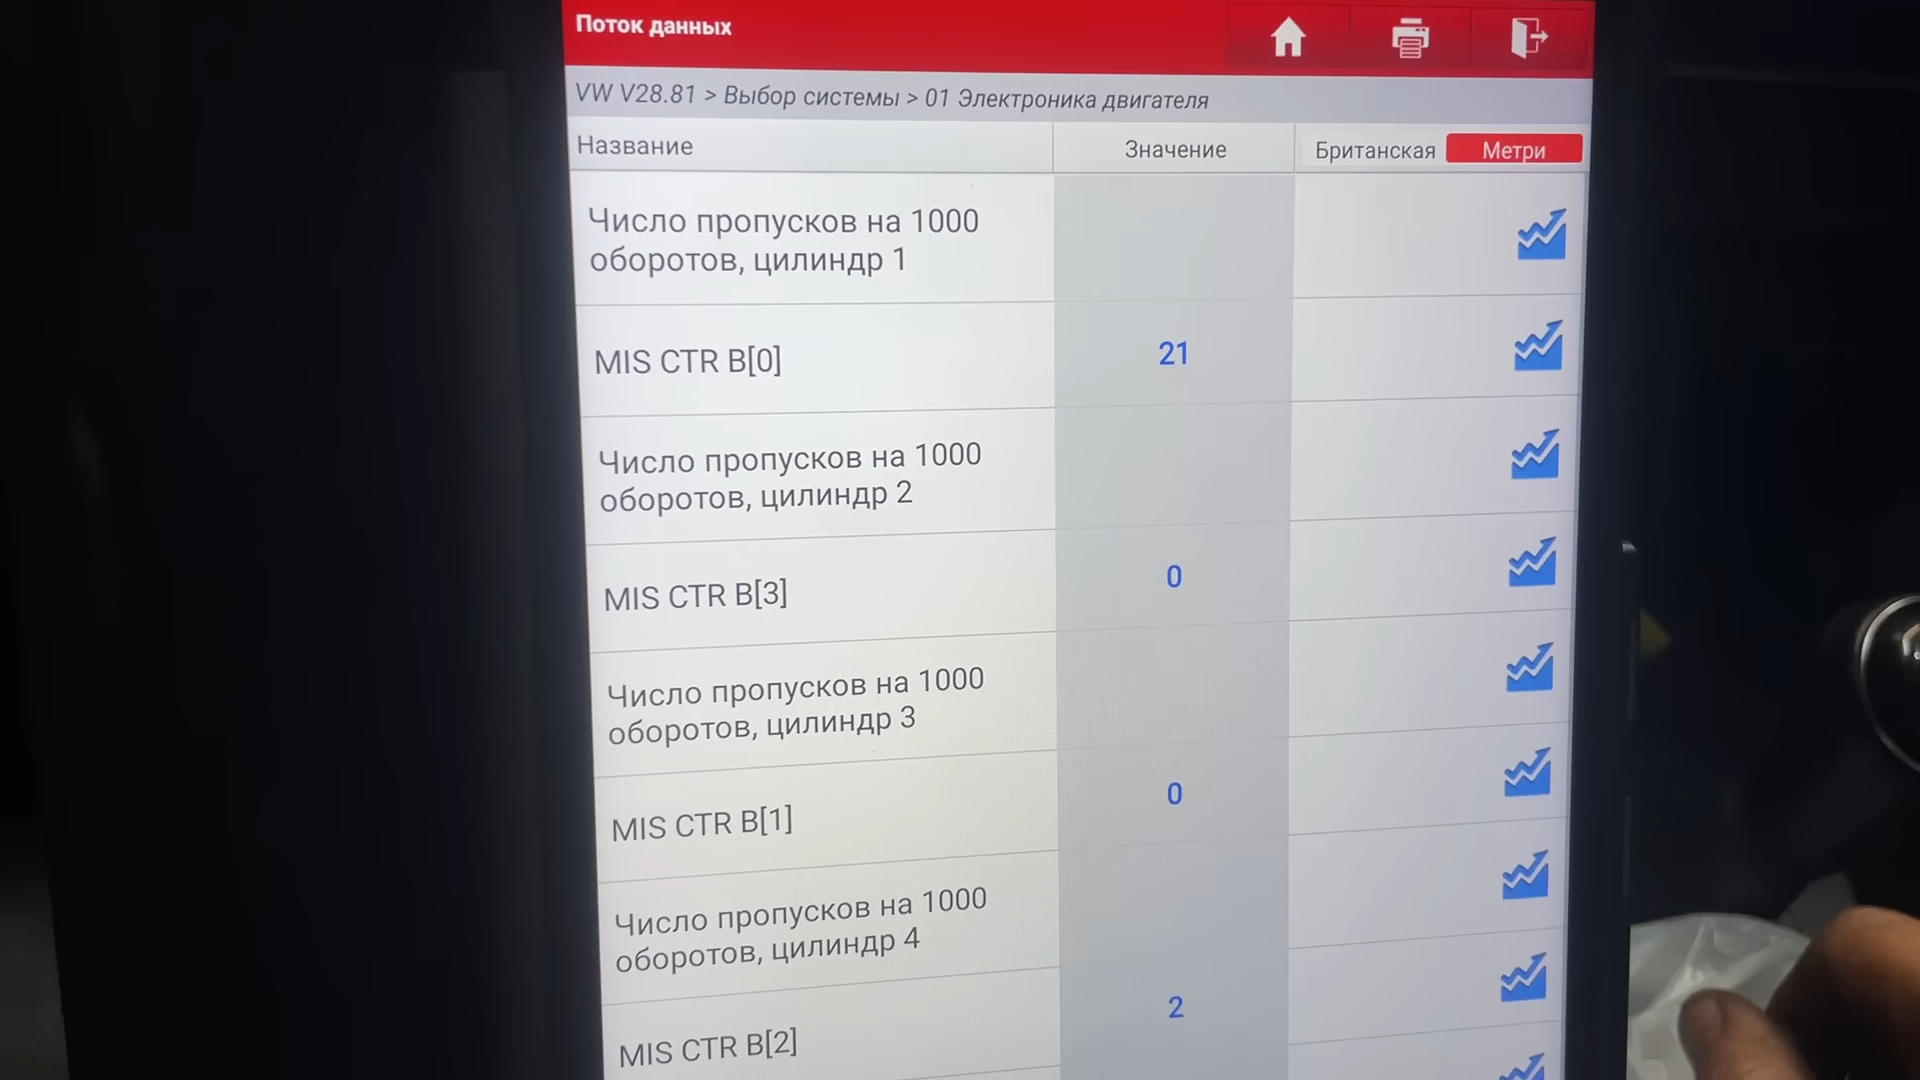 Поток данных
VW V28.81 > Выбор системы > 01 Электроника двигателя
Название Значение Британская Метри
Число пропусков на 1000
оборотов, цилиндр 1
MIS CTR B[0] 21
Число пропусков на 1000
оборотов, цилиндр 2
MIS CTR B[3] 0
Число пропусков на 1000
оборотов, цилиндр 3
MIS CTR B[1] 0
Число пропусков на 1000
оборотов, цилиндр 4
MIS CTR B[2] 2